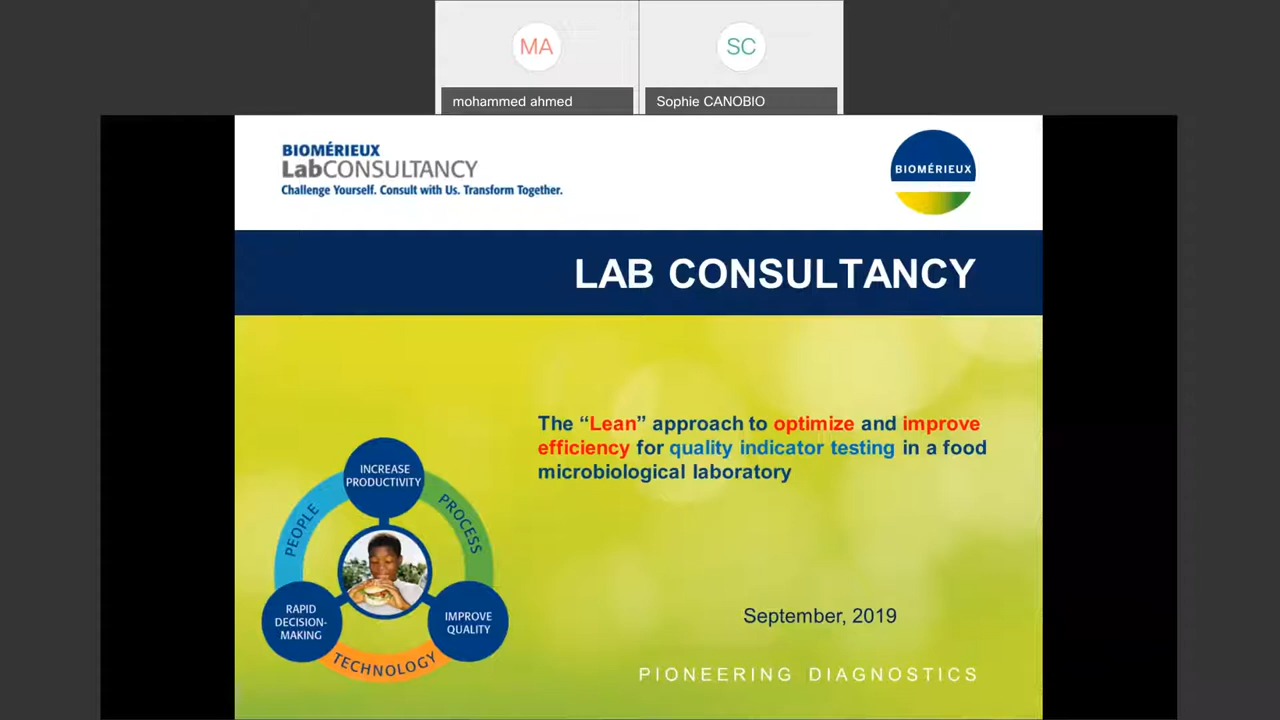 MA
SC
mohammed ahmed
Sophie CANOBIO
BIOMÉRIEUX
LabCONSULTANCY
Challenge Yourself. Consult with Us. Transform Together.
BIOMÉRIEUX
LAB CONSULTANCY
The “Lean” approach to optimize and improve
efficiency for quality indicator testing in a food
microbiological laboratory
INCREASE
PRODUCTIVITY
PEOPLE
PROCESS
RAPID
DECISION-
MAKING
IMPROVE
QUALITY
TECHNOLOGY
September, 2019
PIONEERING DIAGNOSTICS